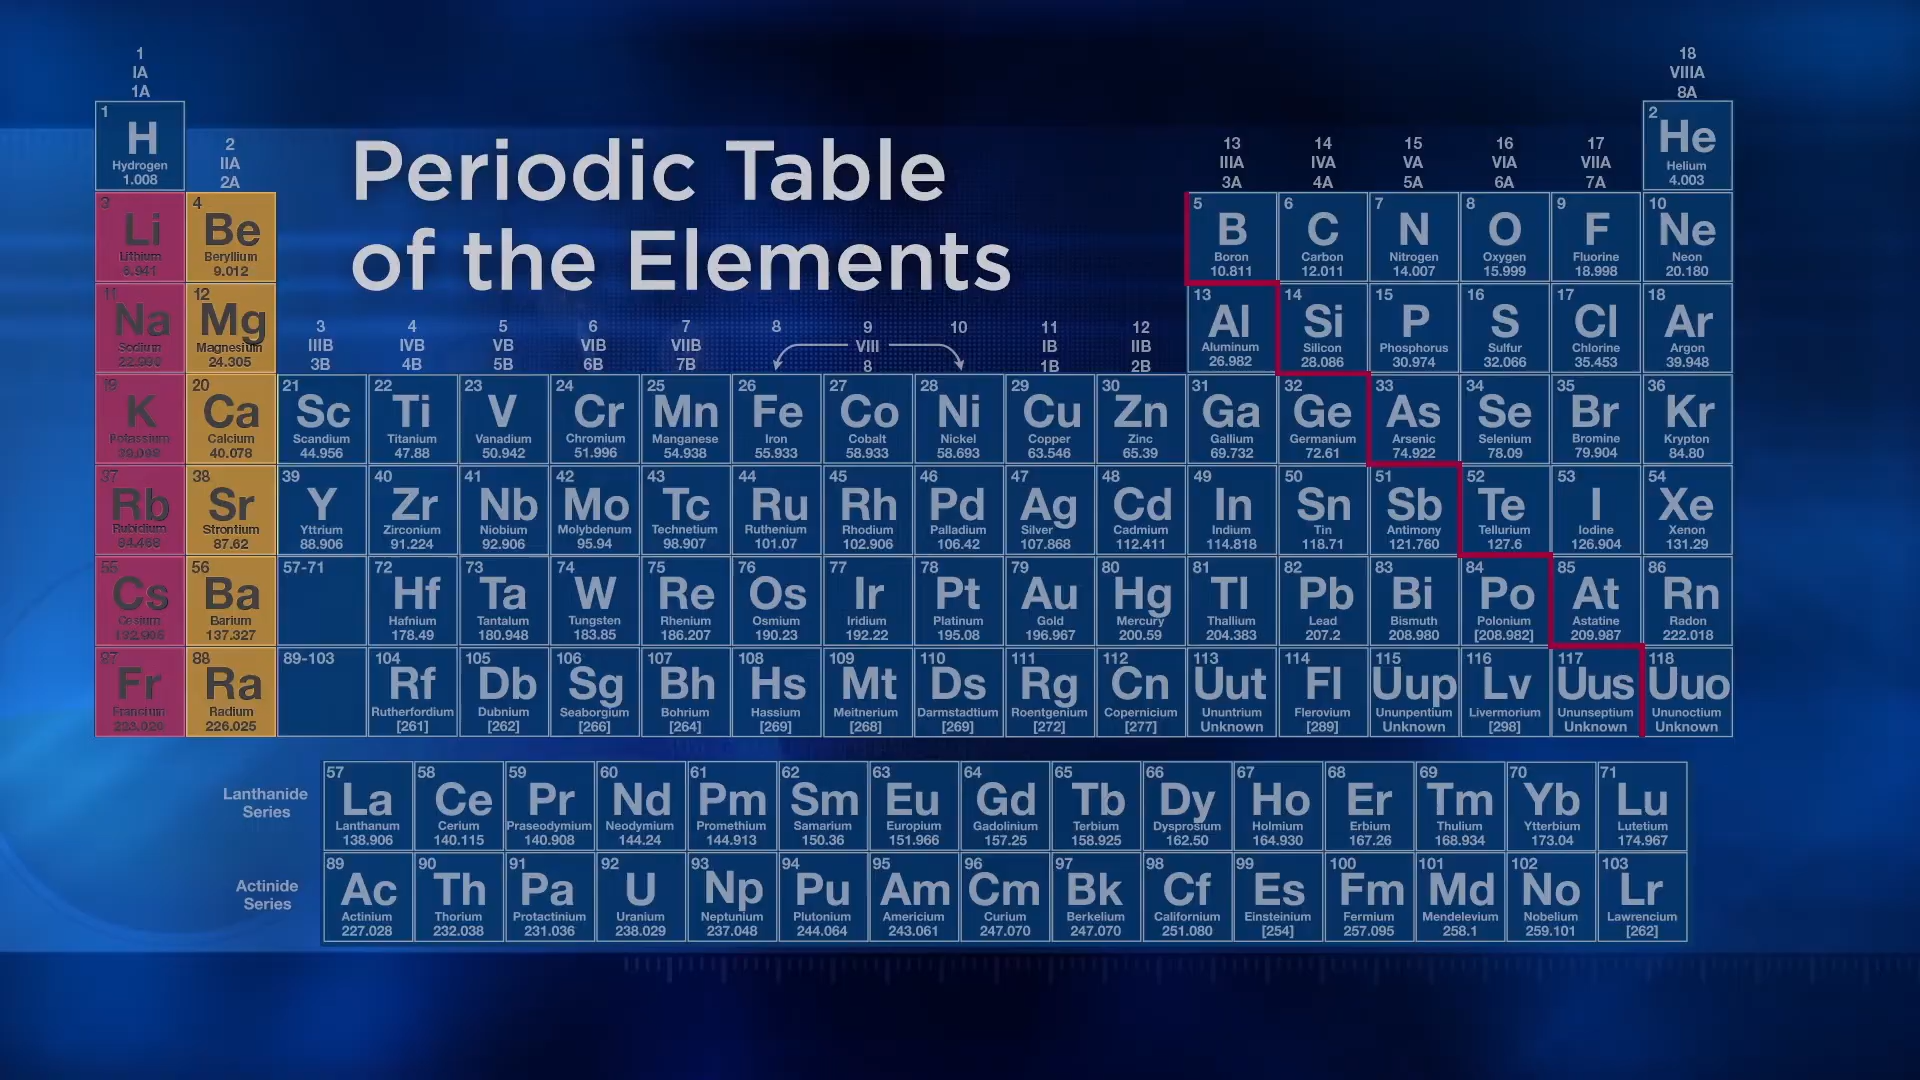 1
IA
1A
18
VIIIA
8A
1
H
Hydrogen
1.008
2
He
Helium
4.003
Periodic Table
of the Elements
2
IIA
2A
13
IIIA
3A
14
IVA
4A
15
VA
5A
16
VIA
6A
17
VIIA
7A
3
Li
Lithium
6.941
4
Be
Beryllium
9.012
5
B
Boron
10.811
6
C
Carbon
12.011
7
N
Nitrogen
14.007
8
O
Oxygen
15.999
9
F
Fluorine
18.998
10
Ne
Neon
20.180
11
Na
Sodium
22.990
12
Mg
Magnesium
24.305
3
IIIB
3B
4
IVB
4B
5
VB
5B
6
VIB
6B
7
VIIB
7B
8
9
10
VIII
8
11
IB
1B
12
IIB
2B
13
Al
Aluminum
26.982
14
Si
Silicon
28.086
15
P
Phosphorus
30.974
16
S
Sulfur
32.066
17
Cl
Chlorine
35.453
18
Ar
Argon
39.948
19
K
Potassium
39.098
20
Ca
Calcium
40.078
21
Sc
Scandium
44.956
22
Ti
Titanium
47.88
23
V
Vanadium
50.942
24
Cr
Chromium
51.996
25
Mn
Manganese
54.938
26
Fe
Iron
55.933
27
Co
Cobalt
58.933
28
Ni
Nickel
58.693
29
Cu
Copper
63.546
30
Zn
Zinc
65.39
31
Ga
Gallium
69.732
32
Ge
Germanium
72.61
33
As
Arsenic
74.922
34
Se
Selenium
78.09
35
Br
Bromine
79.904
36
Kr
Krypton
84.80
37
Rb
Rubidium
84.468
38
Sr
Strontium
87.62
39
Y
Yttrium
88.906
40
Zr
Zirconium
91.224
41
Nb
Niobium
92.906
42
Mo
Molybdenum
95.94
43
Tc
Technetium
98.907
44
Ru
Ruthenium
101.07
45
Rh
Rhodium
102.906
46
Pd
Palladium
106.42
47
Ag
Silver
107.868
48
Cd
Cadmium
112.411
49
In
Indium
114.818
50
Sn
Tin
118.71
51
Sb
Antimony
121.760
52
Te
Tellurium
127.6
53
I
Iodine
126.904
54
Xe
Xenon
131.29
55
Cs
Cesium
132.905
56
Ba
Barium
137.327
57-71
72
Hf
Hafnium
178.49
73
Ta
Tantalum
180.948
74
W
Tungsten
183.85
75
Re
Rhenium
186.207
76
Os
Osmium
190.23
77
Ir
Iridium
192.22
78
Pt
Platinum
195.08
79
Au
Gold
196.967
80
Hg
Mercury
200.59
81
Tl
Thallium
204.383
82
Pb
Lead
207.2
83
Bi
Bismuth
208.980
84
Po
Polonium
[208.982]
85
At
Astatine
209.987
86
Rn
Radon
222.018
87
Fr
Francium
223.020
88
Ra
Radium
226.025
89-103
104
Rf
Rutherfordium
[261]
105
Db
Dubnium
[262]
106
Sg
Seaborgium
[266]
107
Bh
Bohrium
[264]
108
Hs
Hassium
[269]
109
Mt
Meitnerium
[268]
110
Ds
Darmstadtium
[269]
111
Rg
Roentgenium
[272]
112
Cn
Copernicium
[277]
113
Uut
Ununtrium
Unknown
114
Fl
Flerovium
[289]
115
Uup
Ununpentium
Unknown
116
Lv
Livermorium
[298]
117
Uus
Ununseptium
Unknown
118
Uuo
Ununoctium
Unknown
Lanthanide
Series
57
La
Lanthanum
138.906
58
Ce
Cerium
140.115
59
Pr
Praseodymium
140.908
60
Nd
Neodymium
144.24
61
Pm
Promethium
144.913
62
Sm
Samarium
150.36
63
Eu
Europium
151.966
64
Gd
Gadolinium
157.25
65
Tb
Terbium
158.925
66
Dy
Dysprosium
162.50
67
Ho
Holmium
164.930
68
Er
Erbium
167.26
69
Tm
Thulium
168.934
70
Yb
Ytterbium
173.04
71
Lu
Lutetium
174.967
Actinide
Series
89
Ac
Actinium
227.028
90
Th
Thorium
232.038
91
Pa
Protactinium
231.036
92
U
Uranium
238.029
93
Np
Neptunium
237.048
94
Pu
Plutonium
244.064
95
Am
Americium
243.061
96
Cm
Curium
247.070
97
Bk
Berkelium
247.070
98
Cf
Californium
251.080
99
Es
Einsteinium
[254]
100
Fm
Fermium
257.095
101
Md
Mendelevium
258.1
102
No
Nobelium
259.101
103
Lr
Lawrencium
[262]